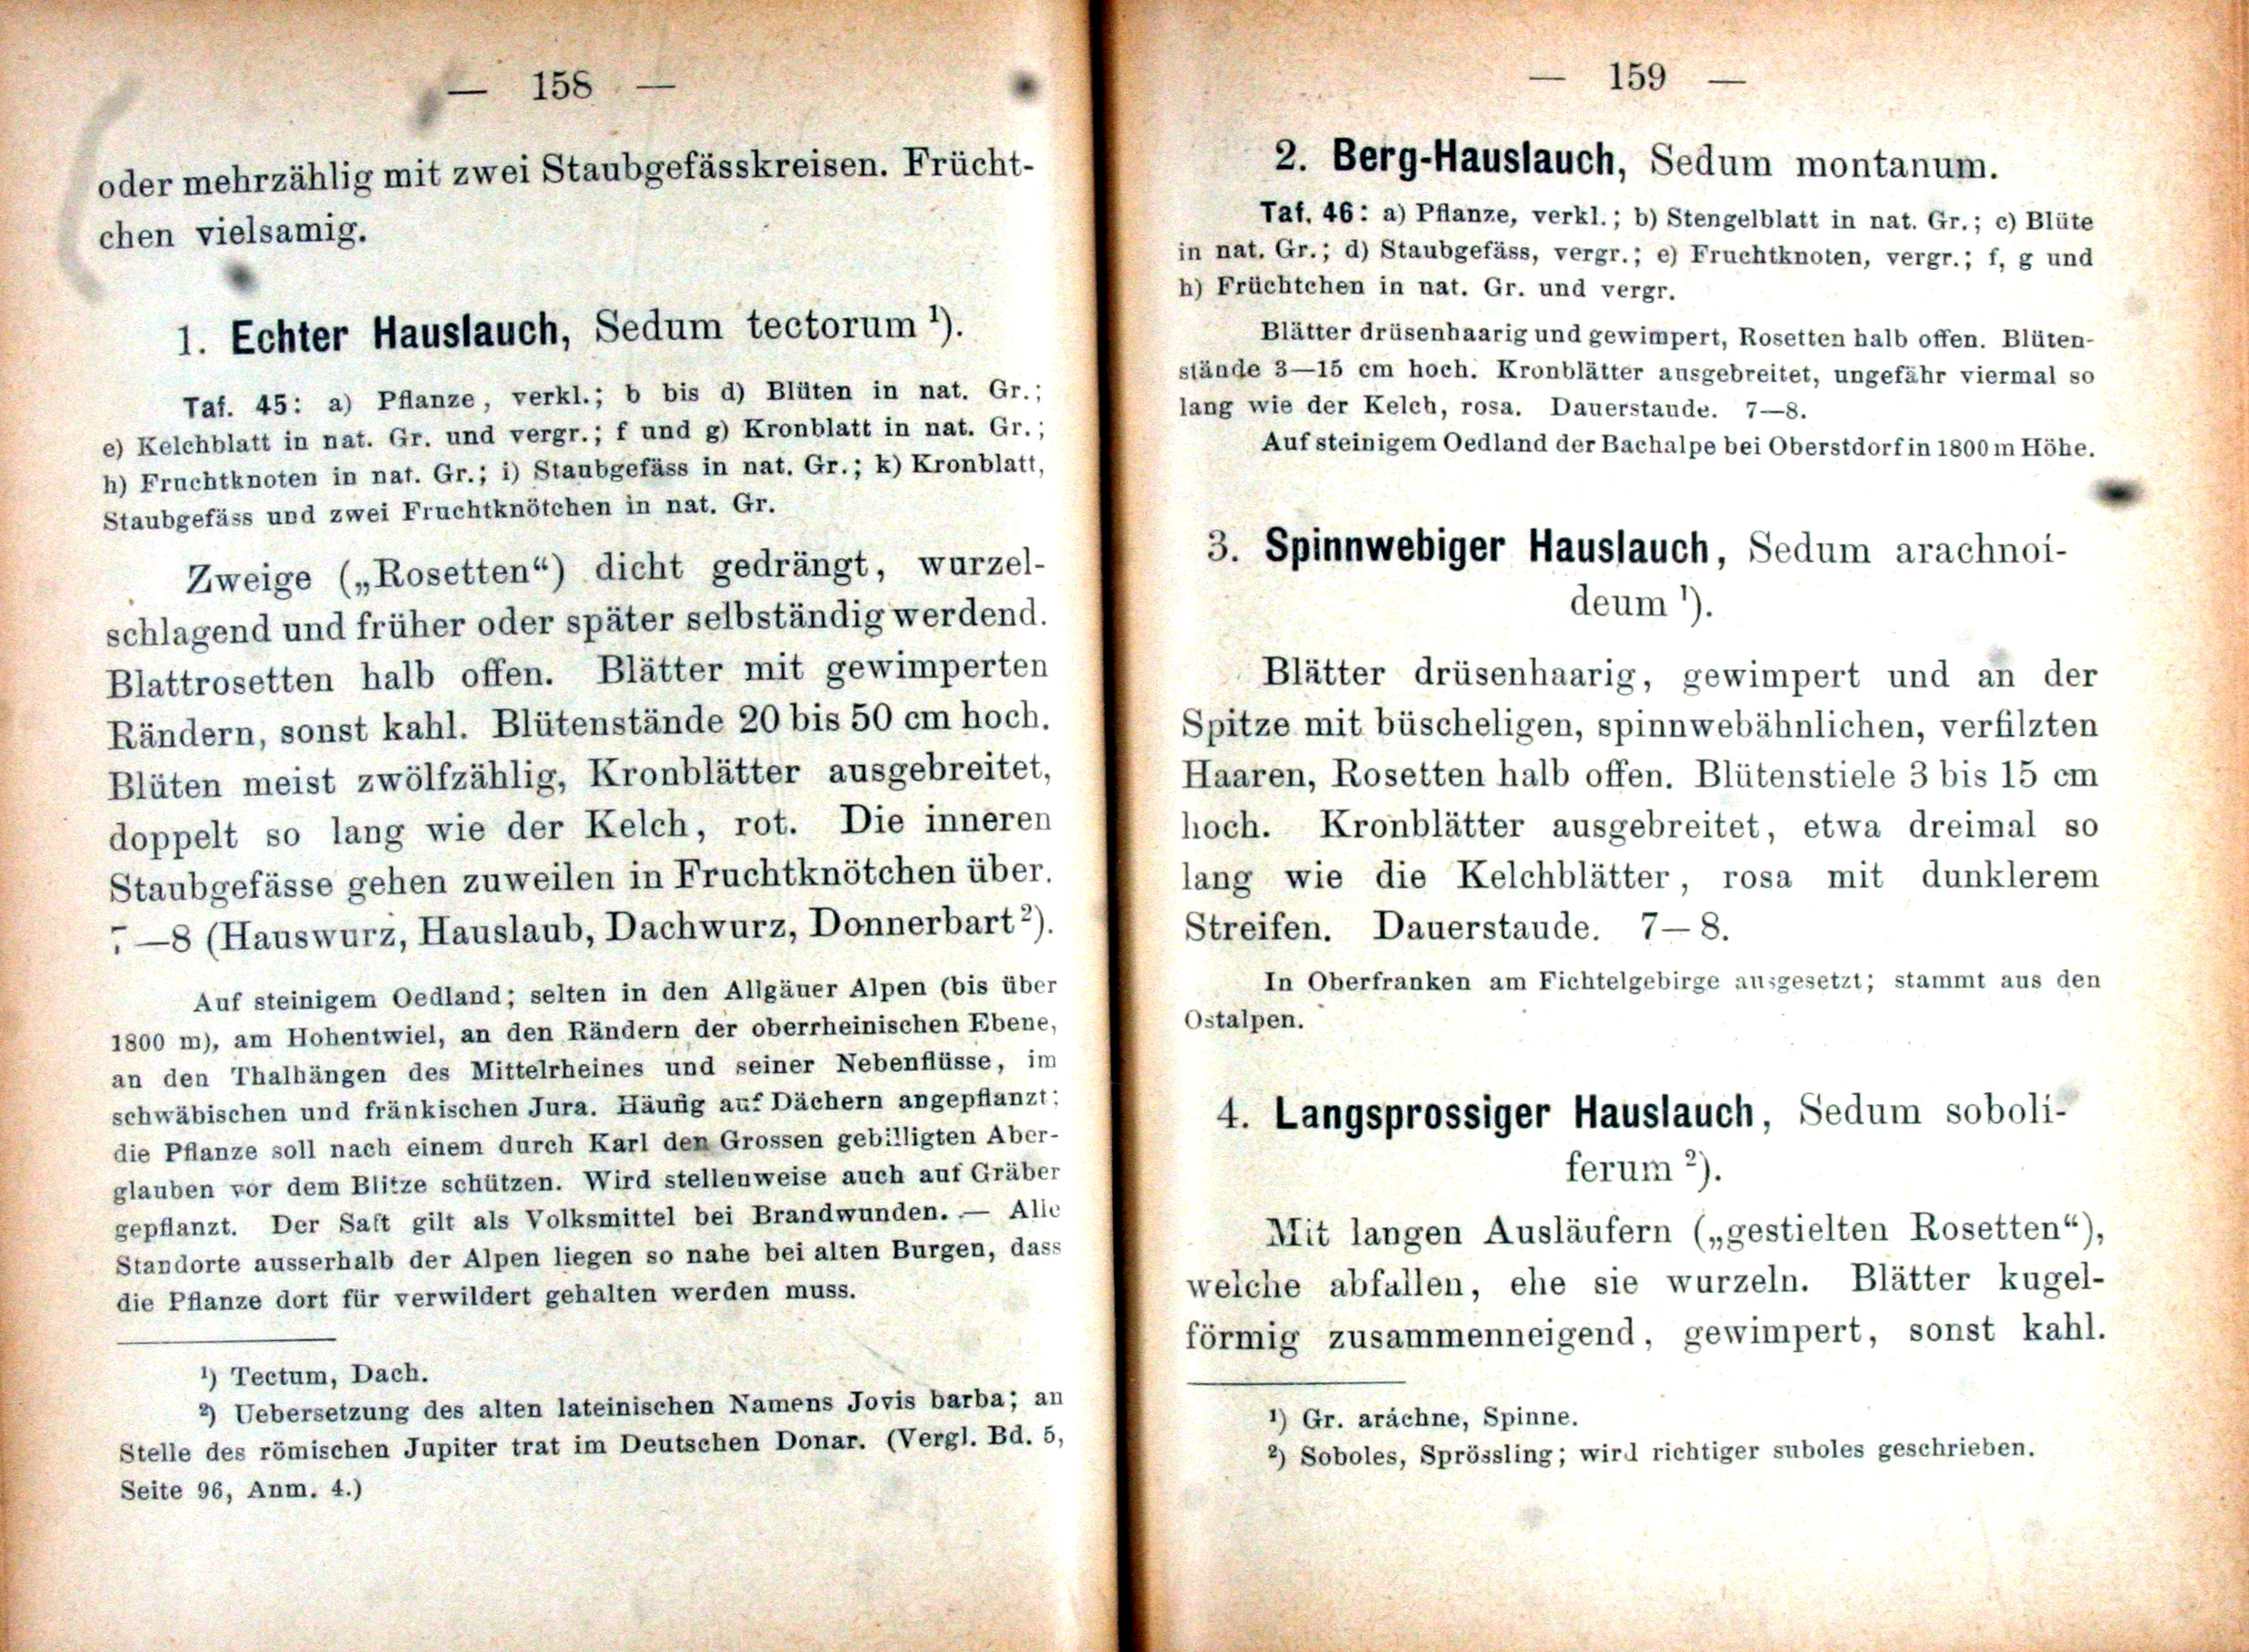 — 158 —
oder mehrzählig mit zwei Staubgefässkreisen. Frücht-
chen vielsamig.
1. Echter Hauslauch, Sedum tectorum ¹).
Taf. 45: a) Pflanze, verkl.; b bis d) Blüten in nat. Gr.;
e) Kelchblatt in nat. Gr. und vergr.; f und g) Kronblatt in nat. Gr.;
h) Fruchtknoten in nat. Gr.; i) Staubgefäss in nat. Gr.; k) Kronblatt,
Staubgefäss und zwei Fruchtknötchen in nat. Gr.
Zweige („Rosetten“) dicht gedrängt, wurzel-
schlagend und früher oder später selbständig werdend.
Blattrosetten halb offen. Blätter mit gewimperten
Rändern, sonst kahl. Blütenstände 20 bis 50 cm hoch.
Blüten meist zwölfzählig, Kronblätter ausgebreitet,
doppelt so lang wie der Kelch, rot. Die inneren
Staubgefässe gehen zuweilen in Fruchtknötchen über.
7—8 (Hauswurz, Hauslaub, Dachwurz, Donnerbart ²).
Auf steinigem Oedland; selten in den Allgäuer Alpen (bis über
1800 m), am Hohentwiel, an den Rändern der oberrheinischen Ebene,
an den Thalhängen des Mittelrheines und seiner Nebenflüsse, im
schwäbischen und fränkischen Jura. Häufig auf Dächern angepflanzt;
die Pflanze soll nach einem durch Karl den Grossen gebilligten Aber-
glauben vor dem Blitze schützen. Wird stellenweise auch auf Gräber
gepflanzt. Der Saft gilt als Volksmittel bei Brandwunden. — Alle
Standorte ausserhalb der Alpen liegen so nahe bei alten Burgen, dass
die Pflanze dort für verwildert gehalten werden muss.
¹) Tectum, Dach.
²) Uebersetzung des alten lateinischen Namens Jovis barba; an
Stelle des römischen Jupiter trat im Deutschen Donar. (Vergl. Bd. 5,
Seite 96, Anm. 4.)
— 159 —
2. Berg-Hauslauch, Sedum montanum.
Taf. 46: a) Pflanze, verkl.; b) Stengelblatt in nat. Gr.; c) Blüte
in nat. Gr.; d) Staubgefäss, vergr.; e) Fruchtknoten, vergr.; f, g und
h) Früchtchen in nat. Gr. und vergr.
Blätter drüsenhaarig und gewimpert, Rosetten halb offen. Blüten-
stände 3—15 cm hoch. Kronblätter ausgebreitet, ungefähr viermal so
lang wie der Kelch, rosa. Dauerstaude. 7—8.
Auf steinigem Oedland der Bachalpe bei Oberstdorf in 1800 m Höhe.
3. Spinnwebiger Hauslauch, Sedum arachnoi-
deum ¹).
Blätter drüsenhaarig, gewimpert und an der
Spitze mit büscheligen, spinnwebähnlichen, verfilzten
Haaren, Rosetten halb offen. Blütenstiele 3 bis 15 cm
hoch. Kronblätter ausgebreitet, etwa dreimal so
lang wie die Kelchblätter, rosa mit dunklerem
Streifen. Dauerstaude. 7—8.
In Oberfranken am Fichtelgebirge ausgesetzt; stammt aus den
Ostalpen.
4. Langsprossiger Hauslauch, Sedum soboli-
ferum ²).
Mit langen Ausläufern („gestielten Rosetten“),
welche abfallen, ehe sie wurzeln. Blätter kugel-
förmig zusammenneigend, gewimpert, sonst kahl.
¹) Gr. aráchne, Spinne.
²) Soboles, Sprössling; wird richtiger suboles geschrieben.